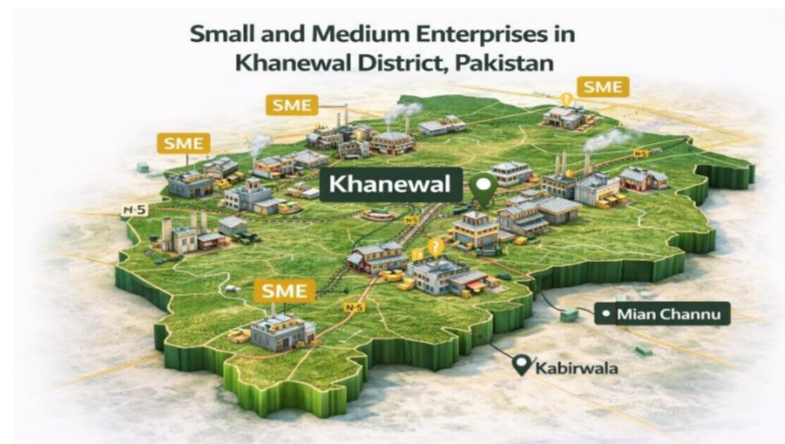 Small and Medium Enterprises in
Khanewal District, Pakistan
SME
SME
SME
N-5
Khanewal
N-5
N-5
SME
N-5
Mian Channu
Kabirwala